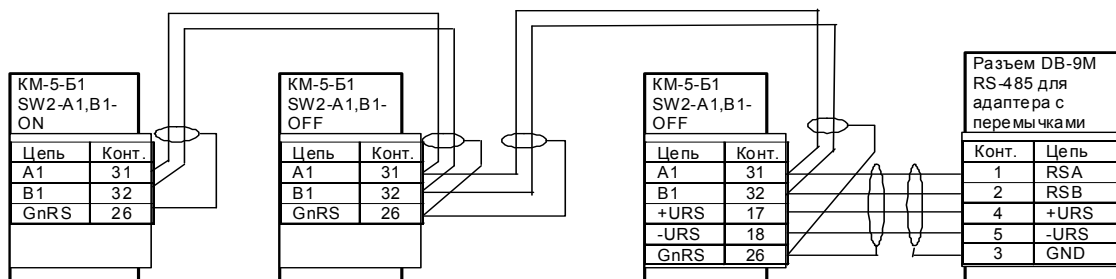 КМ-5-Б1
SW2-A1,B1-
ON
Цепь Конт.
A1 31
B1 32
GnRS 26
КМ-5-Б1
SW2-A1,B1-
OFF
Цепь Конт.
A1 31
B1 32
GnRS 26
КМ-5-Б1
SW2-A1,B1-
OFF
Цепь Конт.
A1 31
B1 32
+URS 17
-URS 18
GnRS 26
Разъем DB-9M
RS-485 для
адаптера с
перемычками
Конт. Цепь
1 RSA
2 RSB
4 +URS
5 -URS
3 GND